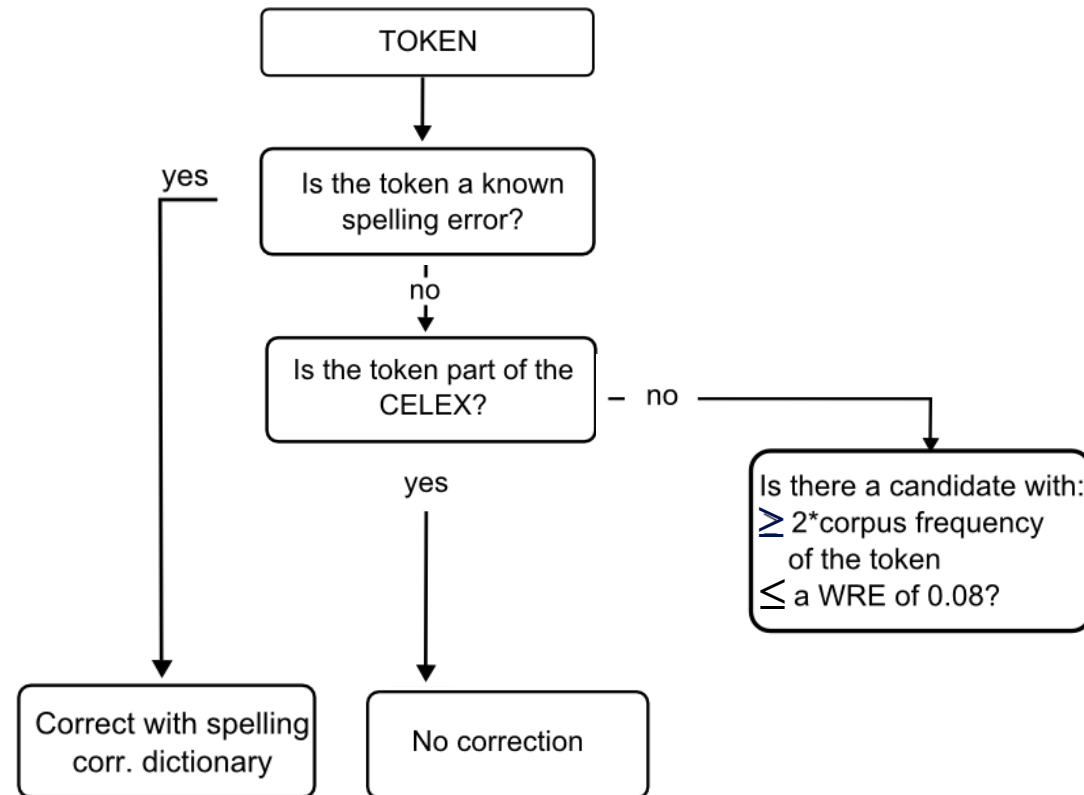 TOKEN
yes
Is the token a known
spelling error?
no
Is the token part of the
CELEX?
no
yes
Is there a candidate with:
≥ 2*corpus frequency
of the token
≤ a WRE of 0.08?
Correct with spelling
corr. dictionary
No correction